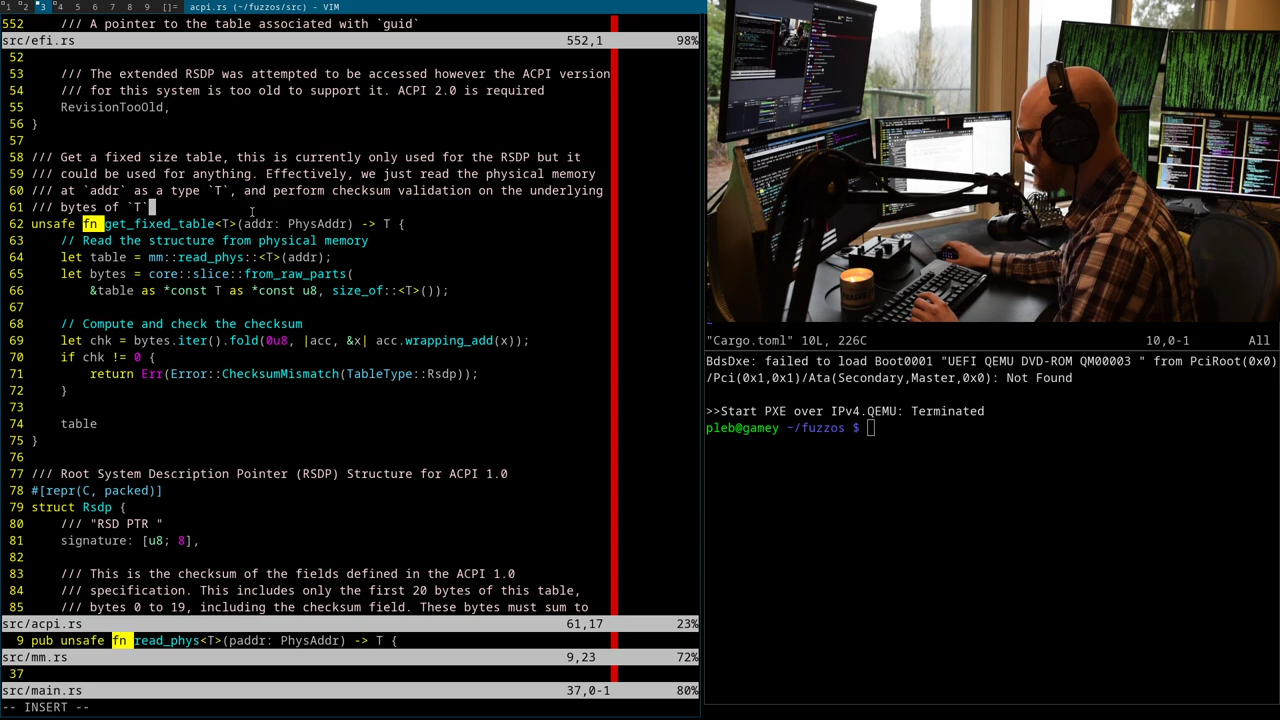 1 2 3 4 5 6 7 8 9 []= acpi.rs (~/fuzzos/src) - VIM
552     /// A pointer to the table associated with `guid`
src/efi.rs 552,1 98%
52
53     /// The extended RSDP was attempted to be accessed however the ACPI version
54     /// for this system is too old to support it. ACPI 2.0 is required
55     RevisionTooOld,
56 }
57
58 /// Get a fixed size table, this is currently only used for the RSDP but it
59 /// could be used for anything. Effectively, we just read the physical memory
60 /// at `addr` as a type `T`, and perform checksum validation on the underlying
61 /// bytes of `T`
62 unsafe fn get_fixed_table<T>(addr: PhysAddr) -> T {
63     // Read the structure from physical memory
64     let table = mm::read_phys::<T>(addr);
65     let bytes = core::slice::from_raw_parts(
66         &table as *const T as *const u8, size_of::<T>());
67
68     // Compute and check the checksum
69     let chk = bytes.iter().fold(0u8, |acc, &x| acc.wrapping_add(x));
70     if chk != 0 {
71         return Err(Error::ChecksumMismatch(TableType::Rsdp));
72     }
73
74     table
75 }
76
77 /// Root System Description Pointer (RSDP) Structure for ACPI 1.0
78 #[repr(C, packed)]
79 struct Rsdp {
80     /// "RSD PTR "
81     signature: [u8; 8],
82
83     /// This is the checksum of the fields defined in the ACPI 1.0
84     /// specification. This includes only the first 20 bytes of this table,
85     /// bytes 0 to 19, including the checksum field. These bytes must sum to
src/acpi.rs 61,17 23%
9 pub unsafe fn read_phys<T>(paddr: PhysAddr) -> T {
src/mm.rs 9,23 72%
37
src/main.rs 37,0-1 80%
-- INSERT --
~
"Cargo.toml" 10L, 226C 10,0-1 All
BdsDxe: failed to load Boot0001 "UEFI QEMU DVD-ROM QM00003 " from PciRoot(0x0)
/Pci(0x1,0x1)/Ata(Secondary,Master,0x0): Not Found
>>Start PXE over IPv4.QEMU: Terminated
pleb@gamey ~/fuzzos $